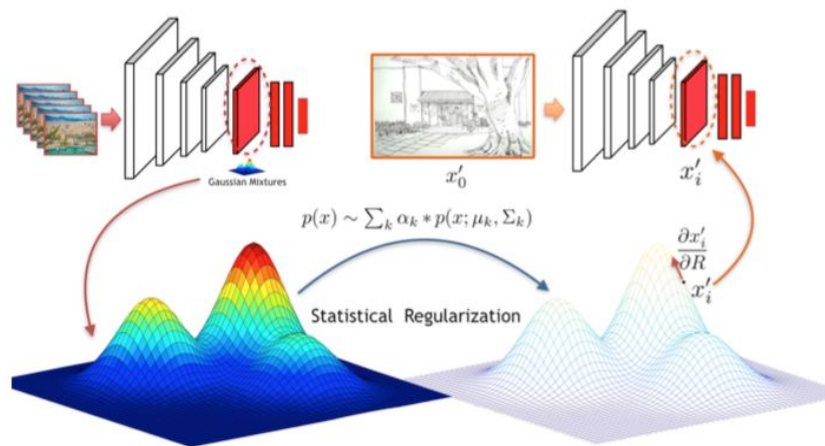 Gaussian Mixtures
x'_0
x'_i
p(x) ∼ ∑_k α_k * p(x; μ_k, Σ_k)
∂x'_i
∂R
x'_i
Statistical Regularization